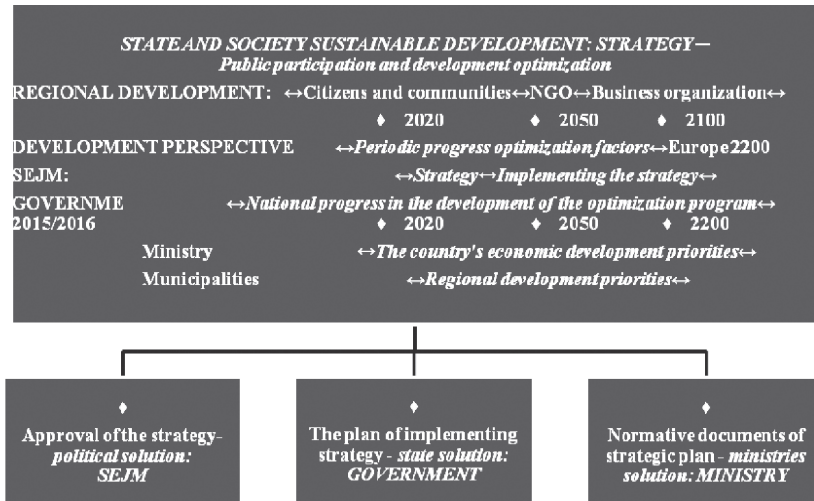 STATE AND SOCIETY SUSTAINABLE DEVELOPMENT: STRATEGY—
Public participation and development optimization
REGIONAL DEVELOPMENT: ↔Citizens and communities↔NGO↔Business organization↔
♦ 2020 ♦ 2050 ♦ 2100
DEVELOPMENT PERSPECTIVE ↔Periodic progress optimization factors↔Europe 2200
SEJM: ↔Strategy↔Implementing the strategy↔
GOVERNME ↔National progress in the development of the optimization program↔
2015/2016 ♦ 2020 ♦ 2050 ♦ 2200
Ministry ↔The country's economic development priorities↔
Municipalities ↔Regional development priorities↔
♦
Approval of the strategy-
political solution:
SEJM
♦
The plan of implementing
strategy - state solution:
GOVERNMENT
♦
Normative documents of
strategic plan - ministries
solution: MINISTRY